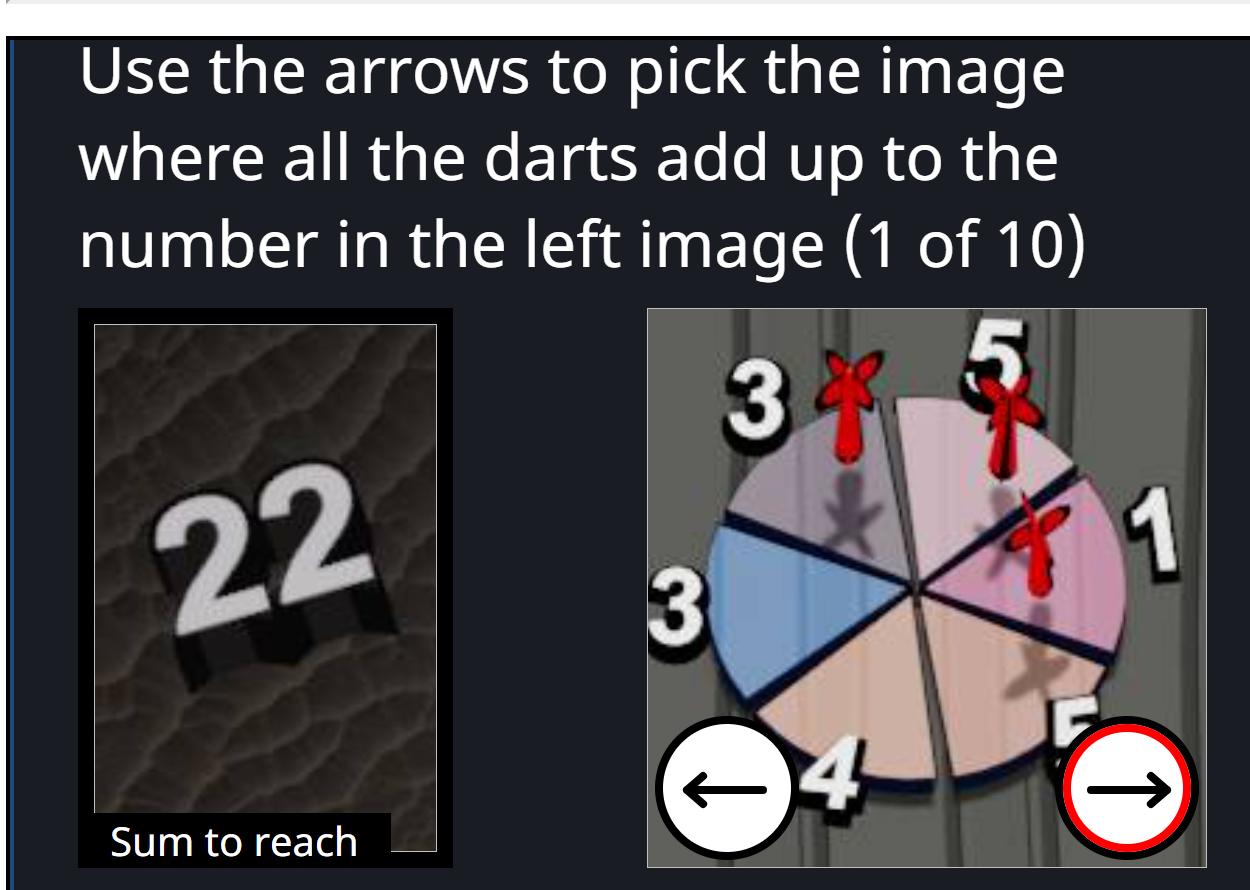 Use the arrows to pick the image
where all the darts add up to the
number in the left image (1 of 10)
22
Sum to reach
3
5
1
3
4
5